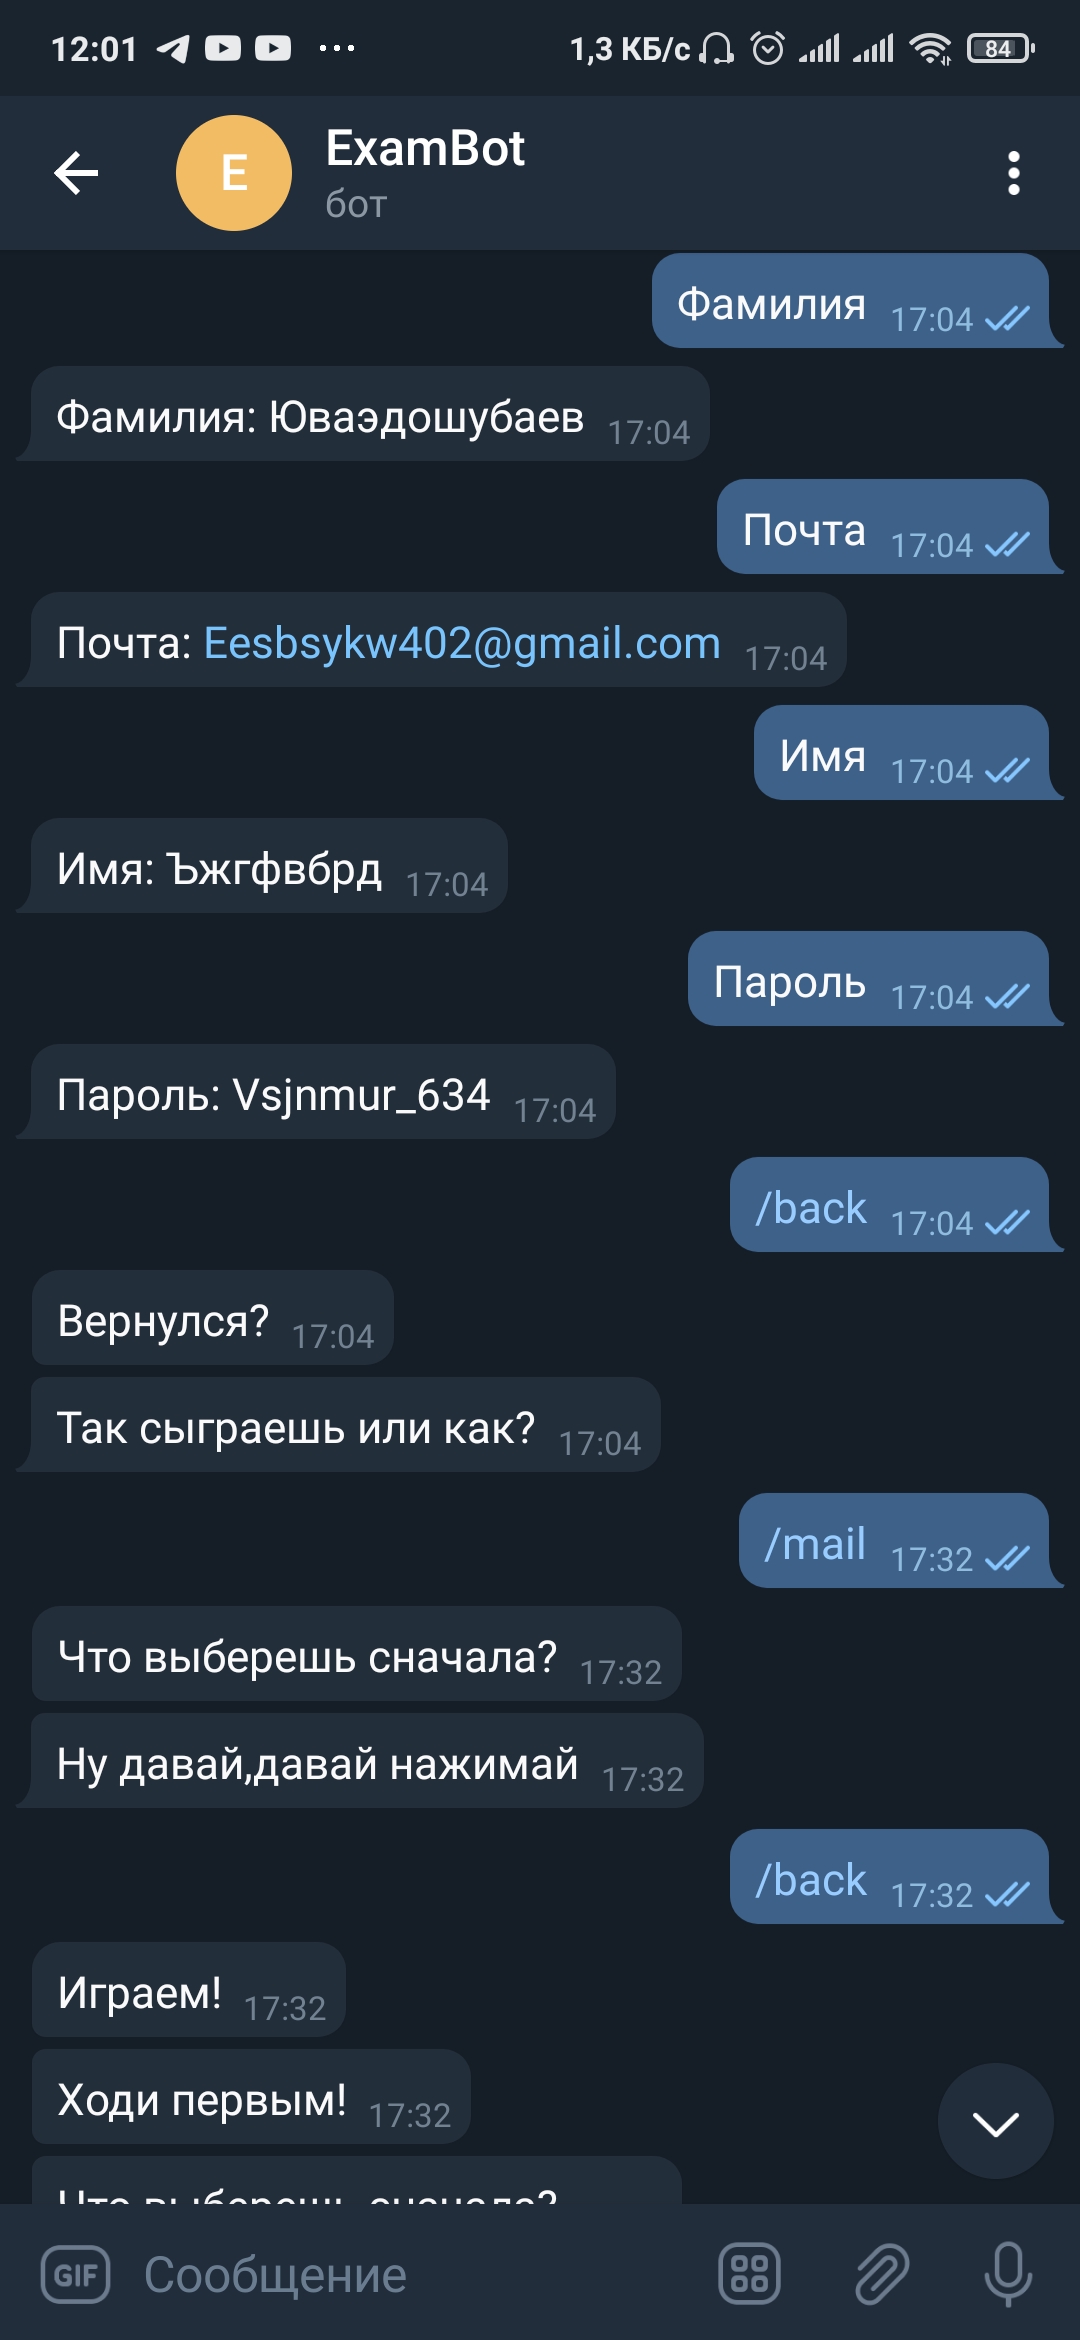 12:01 ... 1,3 КБ/с 84
E
ExamBot
бот
Фамилия 17:04
Фамилия: Юваэдошубаев 17:04
Почта 17:04
Почта: Eesbsykw402@gmail.com 17:04
Имя 17:04
Имя: Ъжгфвбрд 17:04
Пароль 17:04
Пароль: Vsjnmur_634 17:04
/back 17:04
Вернулся? 17:04
Так сыграешь или как? 17:04
/mail 17:32
Что выберешь сначала? 17:32
Ну давай,давай нажимай 17:32
/back 17:32
Играем! 17:32
Ходи первым! 17:32
Что выберешь сначала?
GIF Сообщение